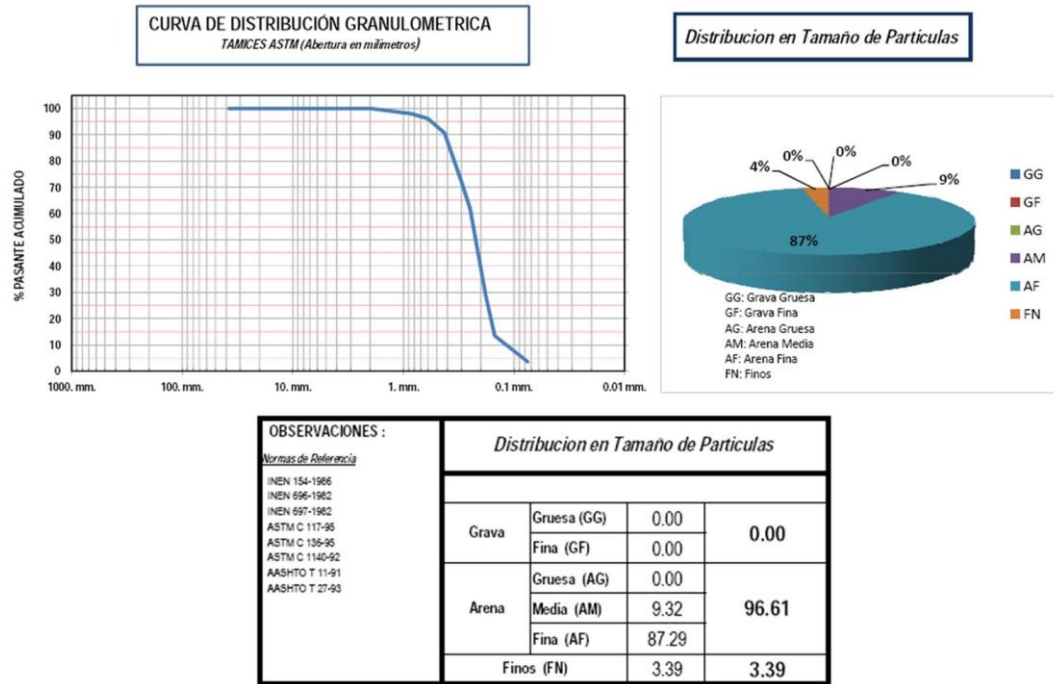 CURVA DE DISTRIBUCIÓN GRANULOMETRICA
TAMICES ASTM (Abertura en milimetros)
Distribucion en Tamaño de Particulas
% PASANTE ACUMULADO
100
90
80
70
60
50
40
30
20
10
0
1000. mm.
100. mm.
10. mm.
1. mm.
0.1 mm.
0.01 mm.
4%
0%
0%
0%
9%
87%
GG: Grava Gruesa
GF: Grava Fina
AG: Arena Gruesa
AM: Arena Media
AF: Arena Fina
FN: Finos
GG
GF
AG
AM
AF
FN
OBSERVACIONES :
Normas de Referencia
INEN 154-1986
INEN 696-1982
INEN 697-1982
ASTM C 117-95
ASTM C 136-95
ASTM C 1140-92
AASHTO T 11-91
AASHTO T 27-93
Distribucion en Tamaño de Particulas
Grava
Gruesa (GG) 0.00
0.00
Fina (GF) 0.00
Arena
Gruesa (AG) 0.00
Media (AM) 9.32
96.61
Fina (AF) 87.29
Finos (FN) 3.39 3.39